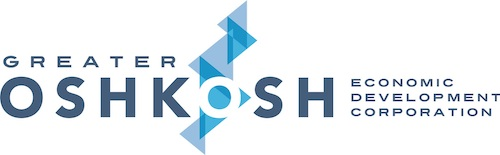 GREATER
OSHKOSH
ECONOMIC
DEVELOPMENT
CORPORATION